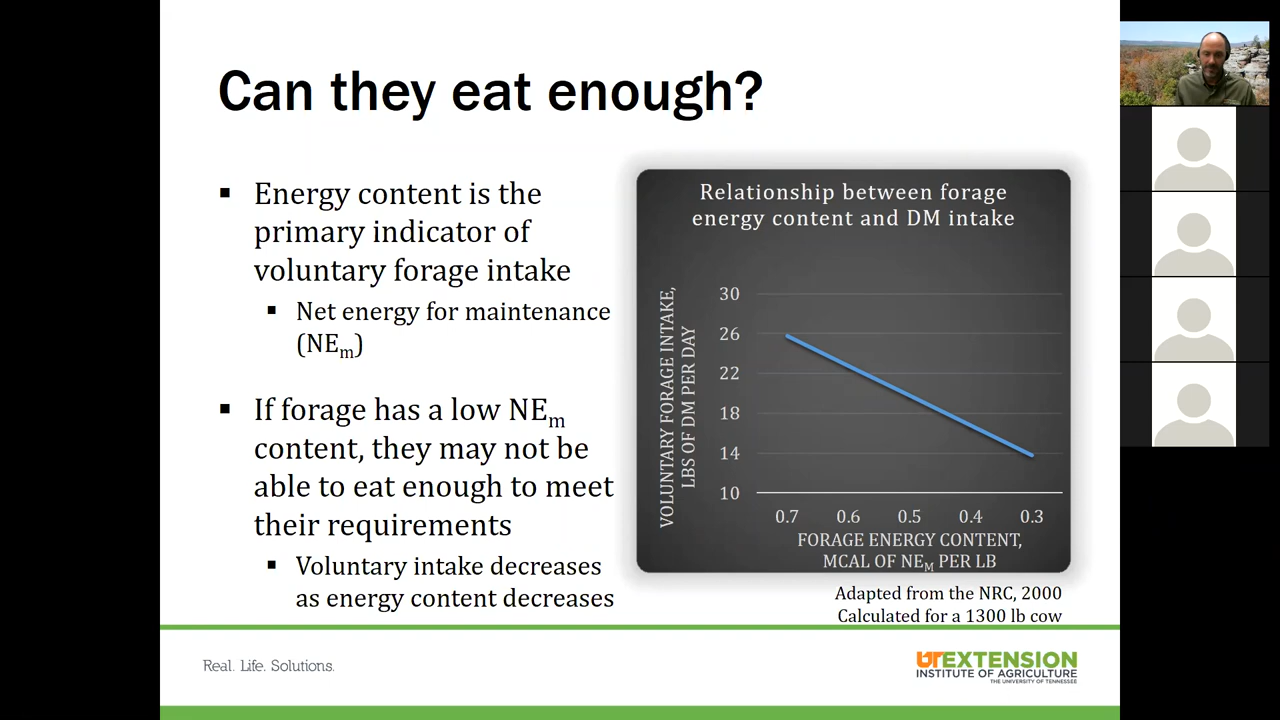 Can they eat enough?
▪ Energy content is the
primary indicator of
voluntary forage intake
▪ Net energy for maintenance
(NEm)
▪ If forage has a low NEm
content, they may not be
able to eat enough to meet
their requirements
▪ Voluntary intake decreases
as energy content decreases
Relationship between forage
energy content and DM intake
VOLUNTARY FORAGE INTAKE,
LBS OF DM PER DAY
30
26
22
18
14
10
0.7 0.6 0.5 0.4 0.3
FORAGE ENERGY CONTENT,
MCAL OF NEM PER LB
Adapted from the NRC, 2000
Calculated for a 1300 lb cow
Real. Life. Solutions.
UT EXTENSION
INSTITUTE OF AGRICULTURE
THE UNIVERSITY OF TENNESSEE